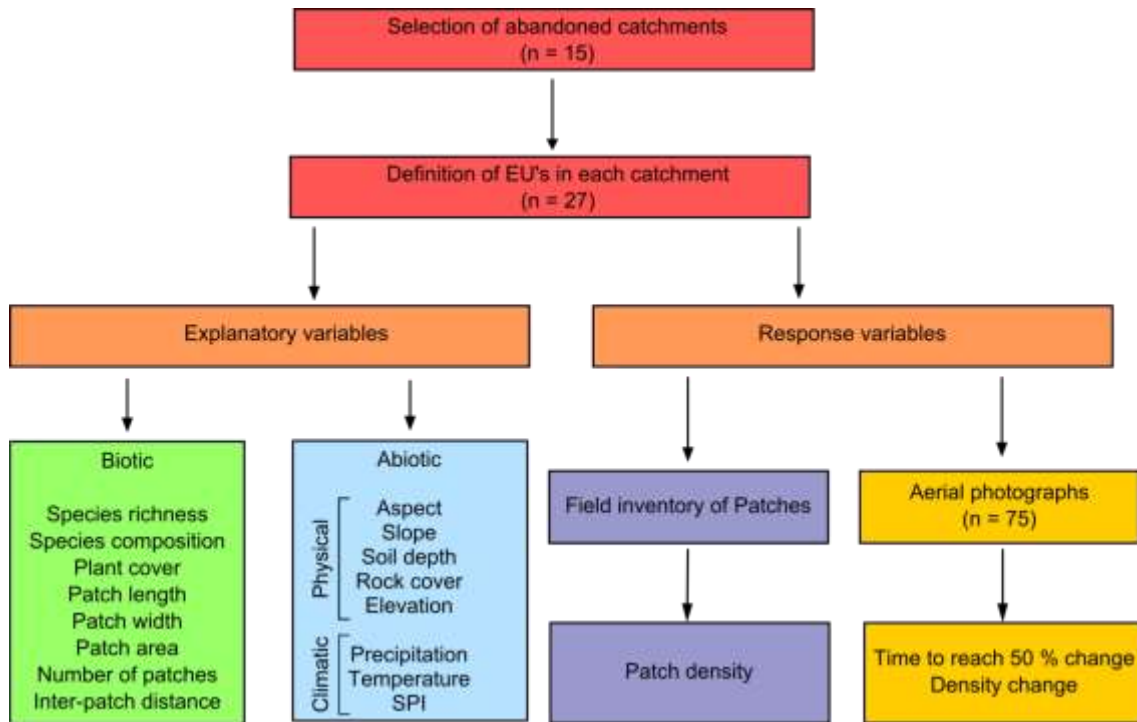 Selection of abandoned catchments
(n = 15)
Definition of EU's in each catchment
(n = 27)
Explanatory variables
Response variables
Biotic
Species richness
Species composition
Plant cover
Patch length
Patch width
Patch area
Number of patches
Inter-patch distance
Abiotic
Physical
Aspect
Slope
Soil depth
Rock cover
Elevation
Climatic
Precipitation
Temperature
SPI
Field inventory of Patches
Patch density
Aerial photographs
(n = 75)
Time to reach 50 % change
Density change